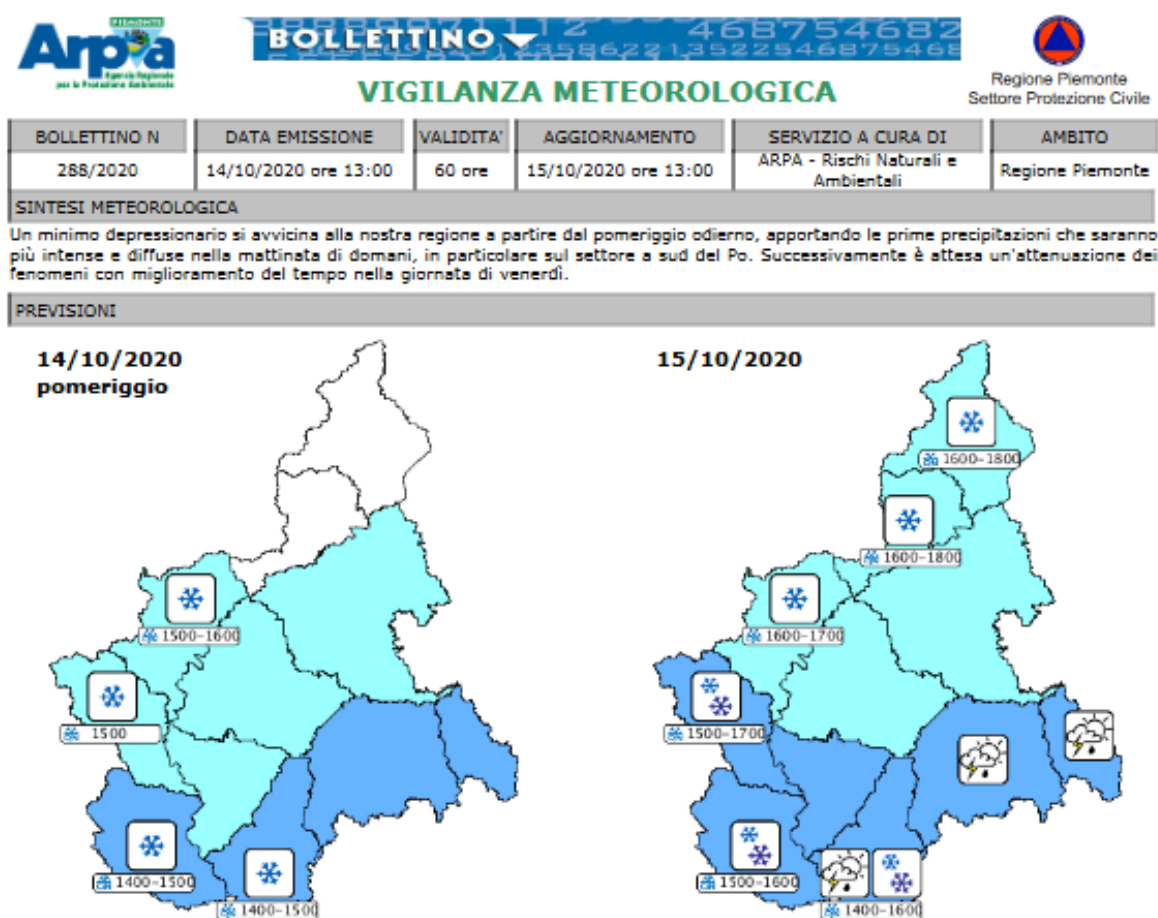 PIEMONTE
Arpa
Agenzia Regionale
per la Protezione Ambientale
BOLLETTINO
VIGILANZA METEOROLOGICA
Regione Piemonte
Settore Protezione Civile
BOLLETTINO N DATA EMISSIONE VALIDITA' AGGIORNAMENTO SERVIZIO A CURA DI AMBITO
288/2020 14/10/2020 ore 13:00 60 ore 15/10/2020 ore 13:00 ARPA - Rischi Naturali e Ambientali Regione Piemonte
SINTESI METEOROLOGICA
Un minimo depressionario si avvicina alla nostra regione a partire dal pomeriggio odierno, apportando le prime precipitazioni che saranno
più intense e diffuse nella mattinata di domani, in particolare sul settore a sud del Po. Successivamente è attesa un'attenuazione dei
fenomeni con miglioramento del tempo nella giornata di venerdì.
PREVISIONI
14/10/2020
pomeriggio
1500-1600
1500
1400-1500
1400-1500
15/10/2020
1600-1800
1600-1800
1600-1700
1500-1700
1500-1600
1400-1600